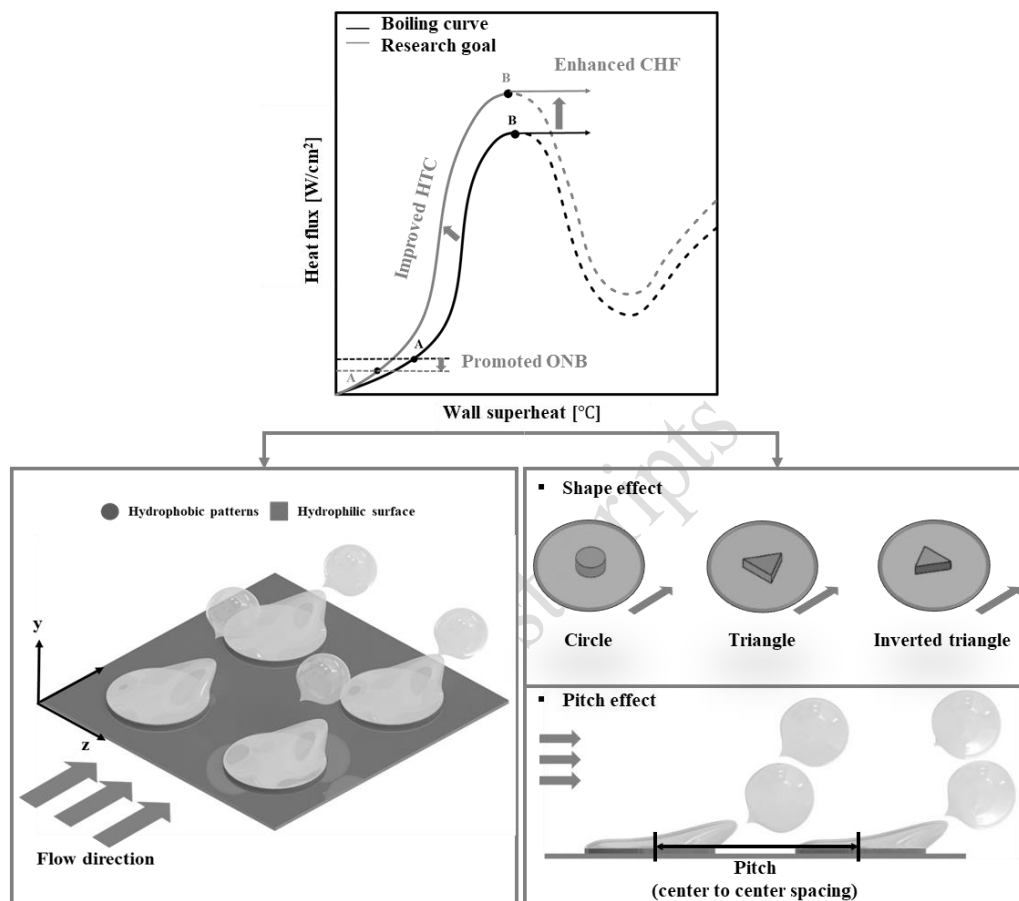 Boiling curve
Research goal
Enhanced CHF
B
B
Improved HTC
Heat flux [W/cm²]
A
A
Promoted ONB
Wall superheat [℃]
Hydrophobic patterns
Hydrophilic surface
y
z
Flow direction
▪ Shape effect
Circle
Triangle
Inverted triangle
▪ Pitch effect
Pitch
(center to center spacing)